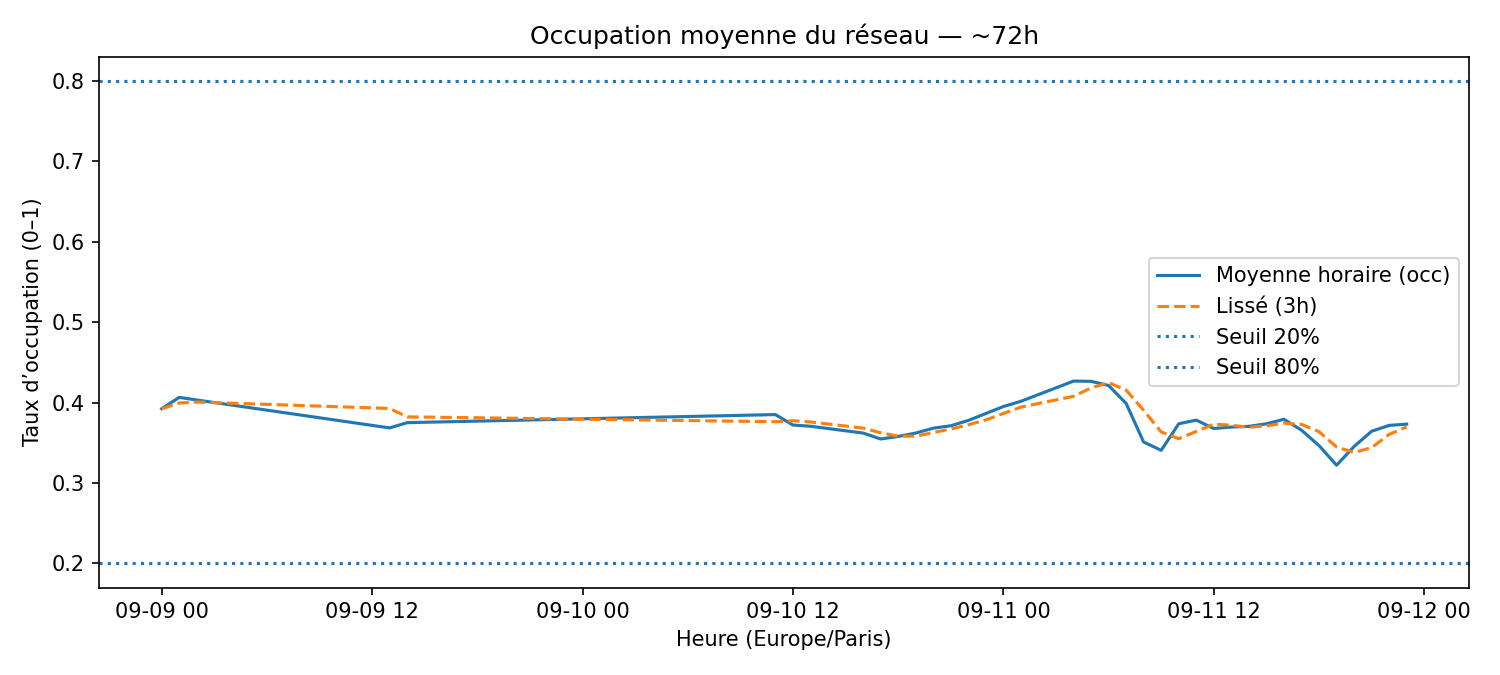 Occupation moyenne du réseau — ~72h
Taux d’occupation (0–1)
0.8
0.7
0.6
0.5
0.4
0.3
0.2
Moyenne horaire (occ)
Lissé (3h)
Seuil 20%
Seuil 80%
09-09 00
09-09 12
09-10 00
09-10 12
09-11 00
09-11 12
09-12 00
Heure (Europe/Paris)